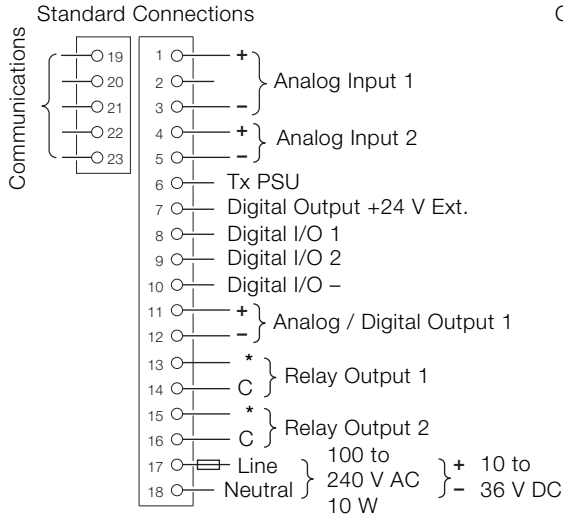 Standard Connections
Communications
19
20
21
22
23
1 +
2
3 –
Analog Input 1
4 +
5 –
Analog Input 2
6 Tx PSU
7 Digital Output +24 V Ext.
8 Digital I/O 1
9 Digital I/O 2
10 Digital I/O –
11 +
12 –
Analog / Digital Output 1
13 *
14 C
Relay Output 1
15 *
16 C
Relay Output 2
17 Line
18 Neutral
100 to
240 V AC
10 W
+ 10 to
– 36 V DC